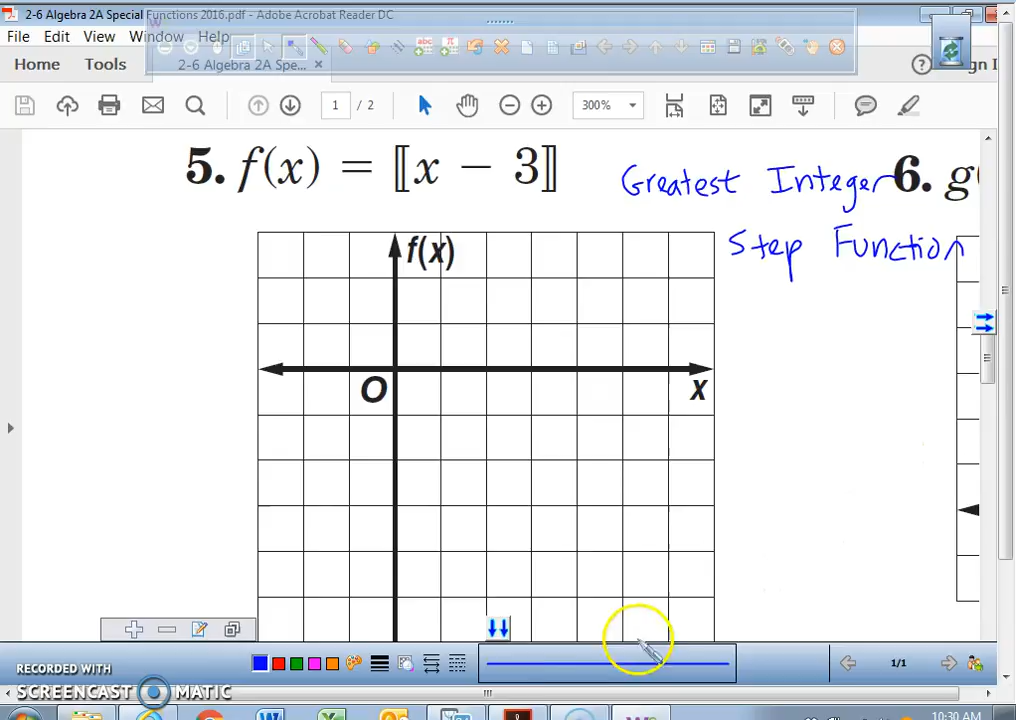 2-6 Algebra 2A Special Functions 2016.pdf - Adobe Acrobat Reader DC
File Edit View Window Help
Home Tools 2-6 Algebra 2A Spe... ×
1 / 2 300%
5. f(x) = ⟦x − 3⟧ Greatest Integer 6. g(
Step Function
f(x)
O x
1/1
RECORDED WITH
SCREENCAST MATIC
10:30 AM